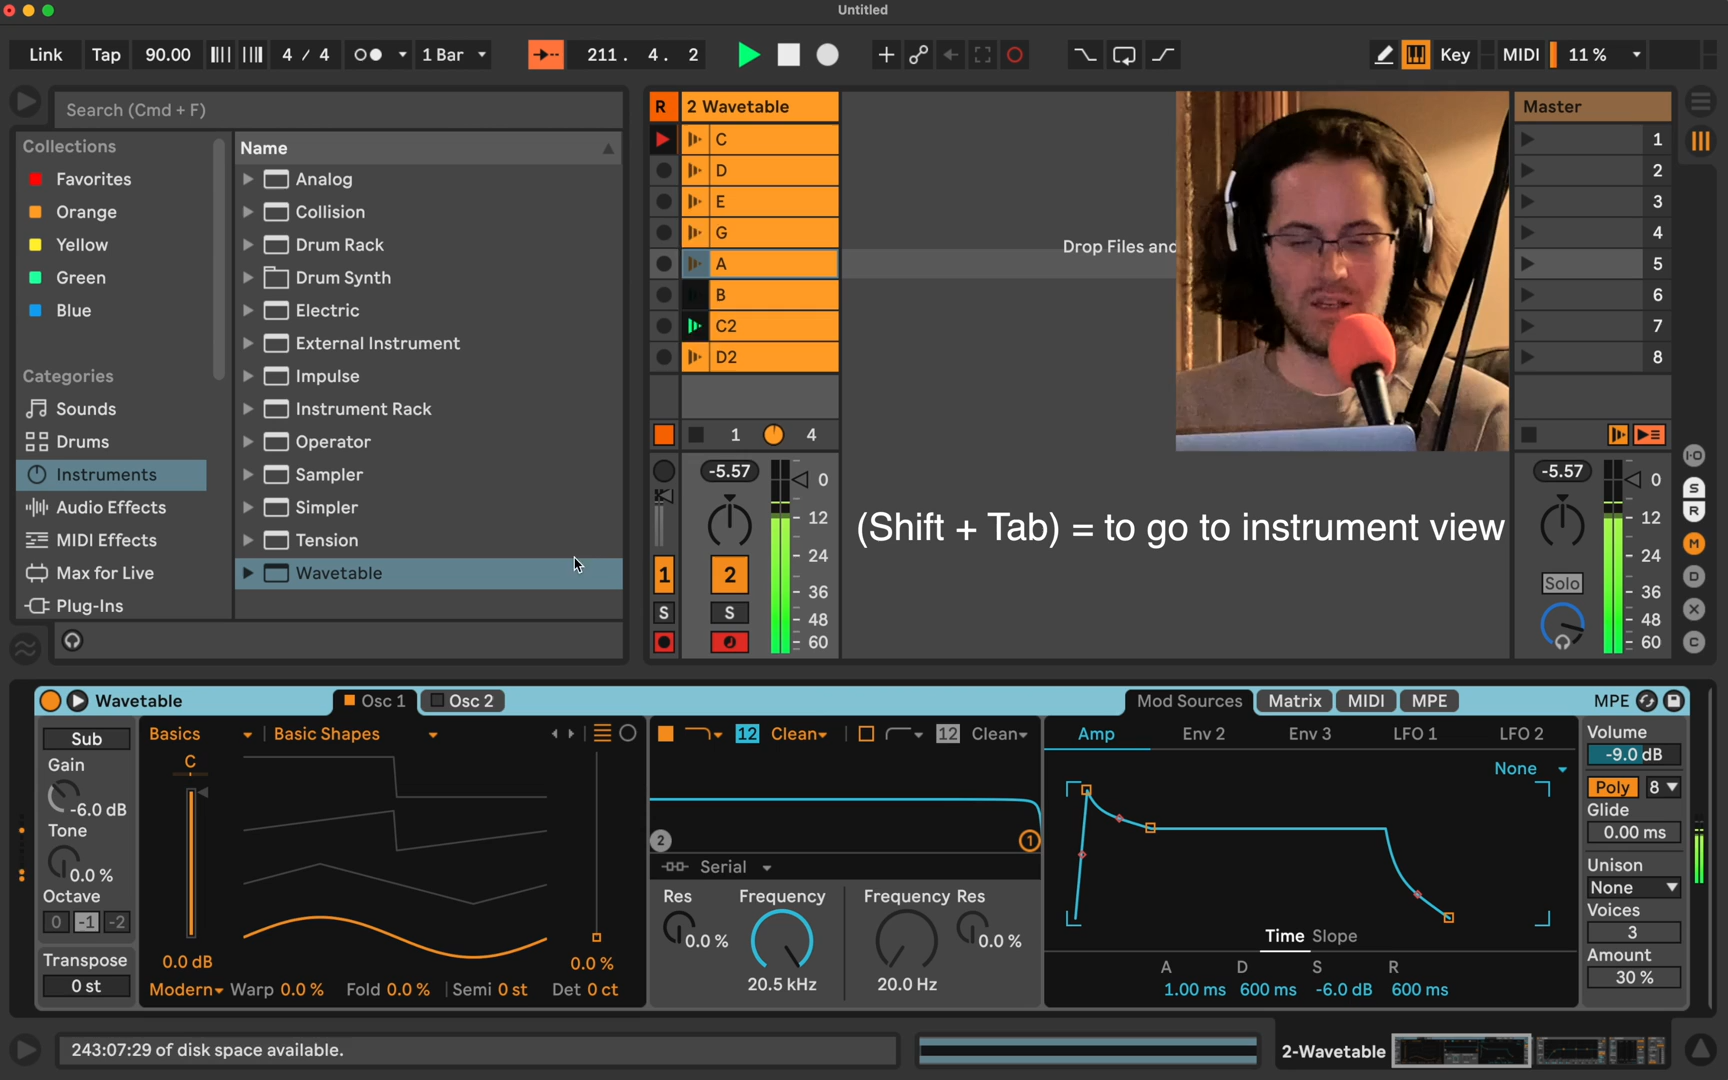 Untitled
Link Tap 90.00 4 / 4 1 Bar 211. 4. 2 Key MIDI 11 %
Search (Cmd + F)
Collections
Favorites
Orange
Yellow
Green
Blue
Categories
Sounds
Drums
Instruments
Audio Effects
MIDI Effects
Max for Live
Plug-Ins
Name
Analog
Collision
Drum Rack
Drum Synth
Electric
External Instrument
Impulse
Instrument Rack
Operator
Sampler
Simpler
Tension
Wavetable
R 2 Wavetable
C
D
E
G
A
B
C2
D2
1 4
-5.57 0
12
24
36
48
60
1 2
S S
Drop Files and
(Shift + Tab) = to go to instrument view
Master
1
2
3
4
5
6
7
8
-5.57 0
12
24
36
48
60
Solo
I·O
S
R
M
D
X
C
Wavetable Osc 1 Osc 2 Mod Sources Matrix MIDI MPE MPE
Sub
Gain
-6.0 dB
Tone
0.0 %
Octave
0 -1 -2
Transpose
0 st
Basics Basic Shapes
C
0.0 dB 0.0 %
Modern Warp 0.0 % Fold 0.0 % Semi 0 st Det 0 ct
12 Clean 12 Clean
2 1
Serial
Res Frequency Frequency Res
0.0 % 0.0 %
20.5 kHz 20.0 Hz
Amp Env 2 Env 3 LFO 1 LFO 2
None
Time Slope
A D S R
1.00 ms 600 ms -6.0 dB 600 ms
Volume
-9.0 dB
Poly 8
Glide
0.00 ms
Unison
None
Voices
3
Amount
30 %
243:07:29 of disk space available.
2-Wavetable